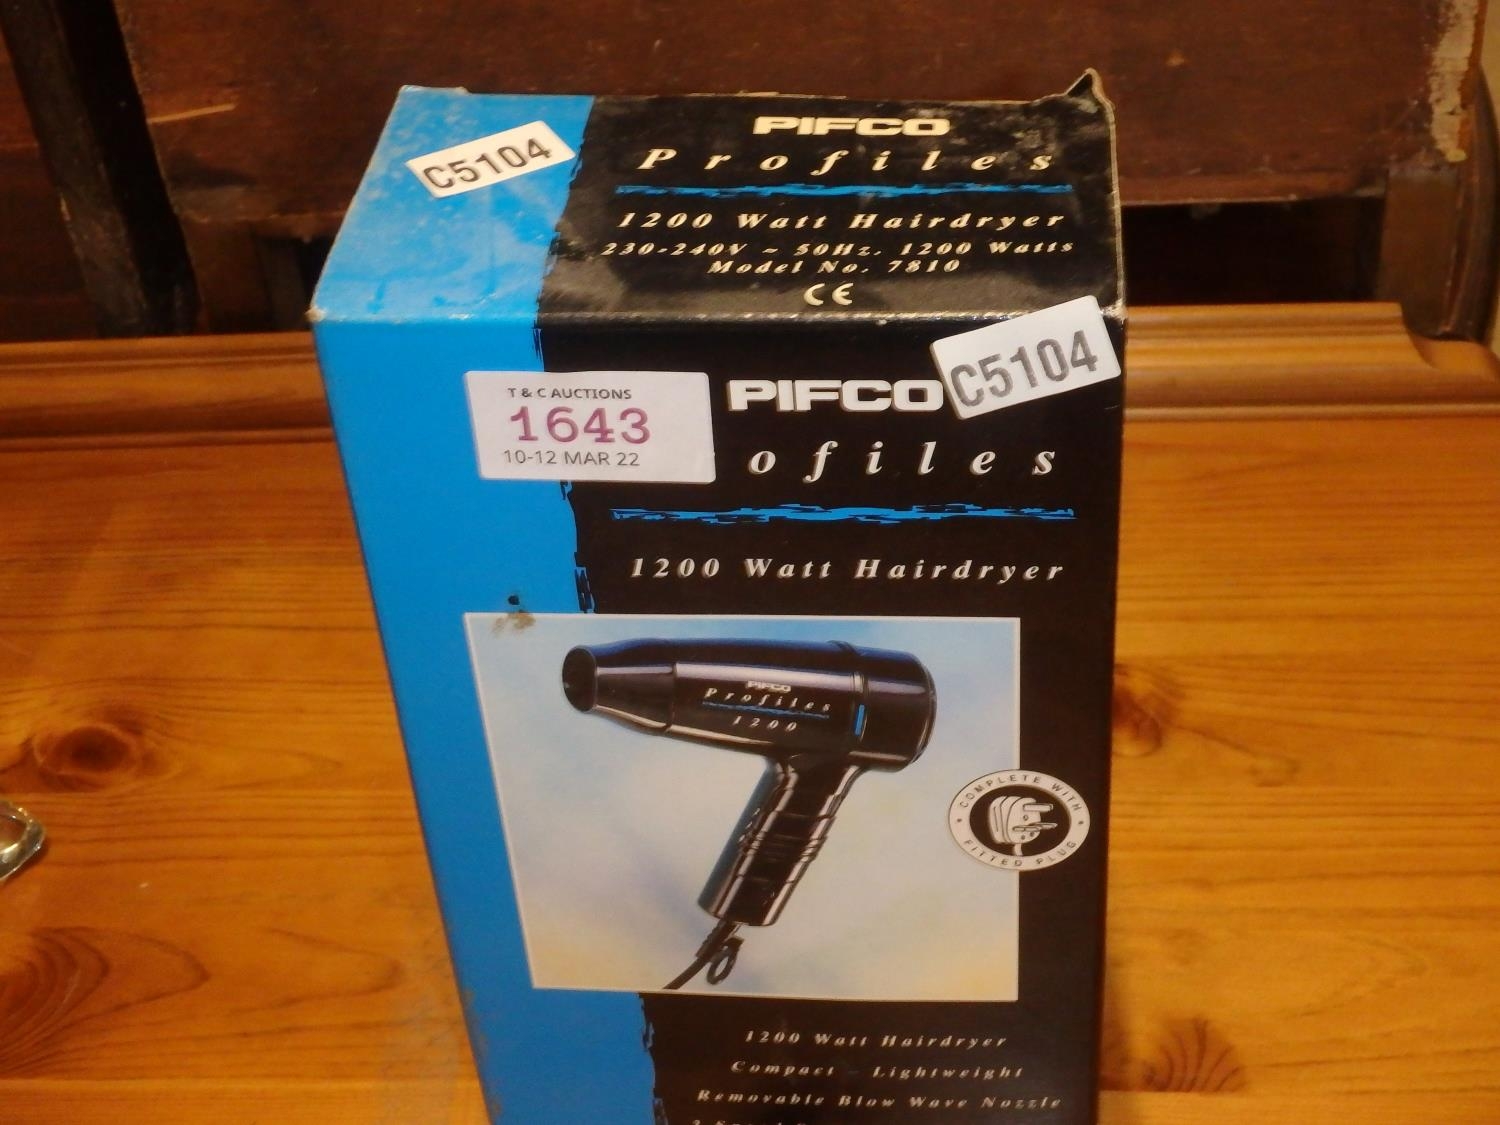 C5104
PIFCO
Profiles
1200 Watt Hairdryer
230-240V ~ 50Hz. 1200 Watts
Model No. 7810
CE
T & C AUCTIONS
1643
10-12 MAR 22
PIFCO
C5104
ofiles
1200 Watt Hairdryer
PIFCO
Profiles
1200
COMPLETE WITH
FITTED PLUG
1200 Watt Hairdryer
Compact - Lightweight
Removable Blow Wave Nozzle